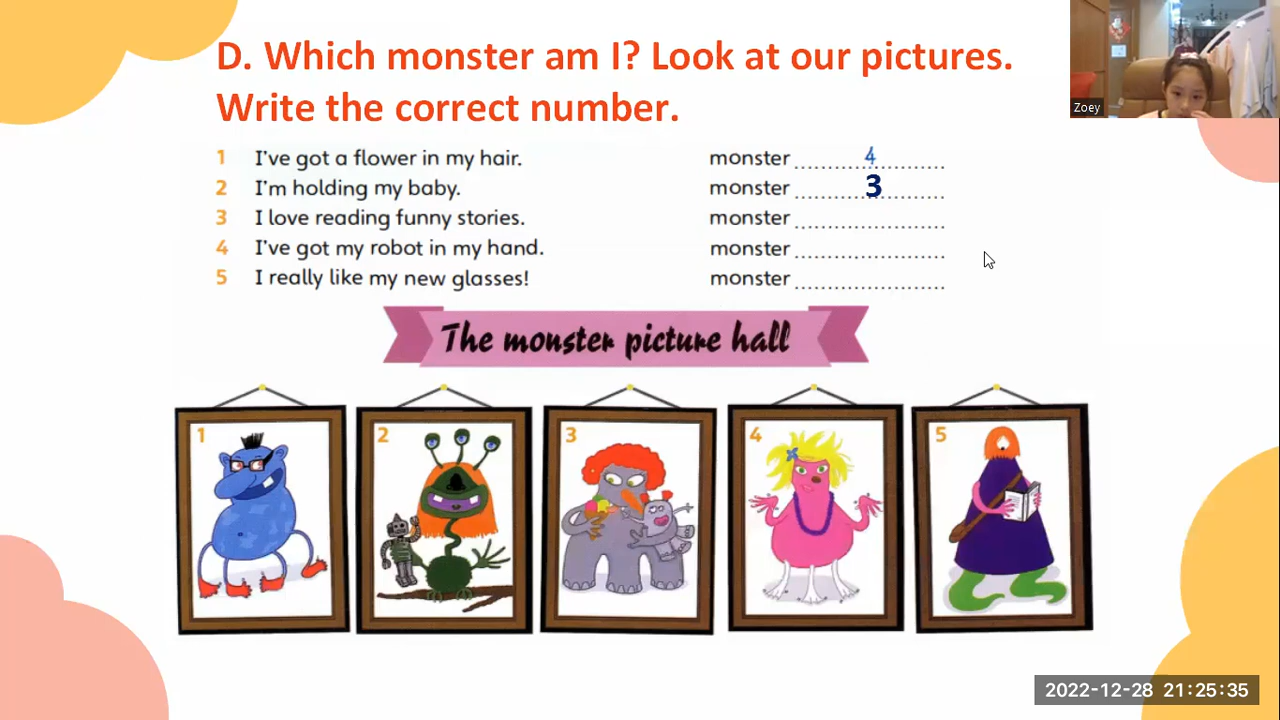 D. Which monster am I? Look at our pictures.
Write the correct number.
Zoey
1 I've got a flower in my hair. monster ........ 4 ........
2 I'm holding my baby. monster ........ 3 ........
3 I love reading funny stories. monster ................
4 I've got my robot in my hand. monster ................
5 I really like my new glasses! monster ................
The monster picture hall
1 2 3 4 5
2022-12-28 21:25:35